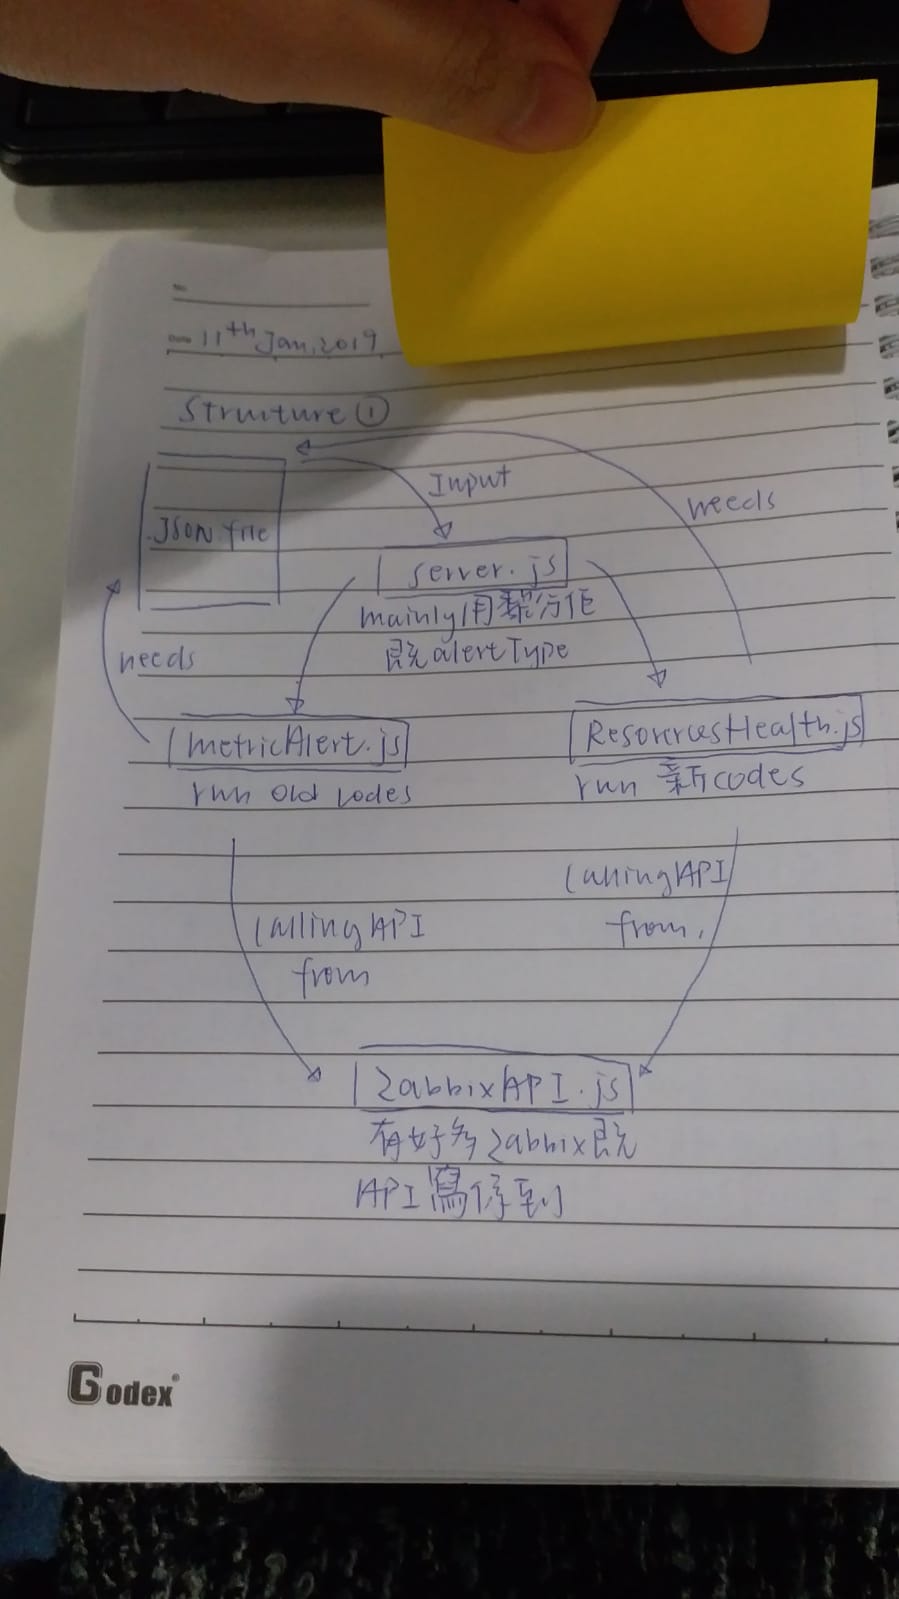 No.
Date 11th Jan, 2019
Structure ①
Input
needs
JSON file
server.js
mainly 用黎分佢
既 alertType
needs
metricAlert.js
run old codes
ResourcesHealth.js
run 新 codes
Calling API
from
Calling API
from
ZabbixAPI.js
有好多 Zabbix 既
API 寫係到
Godex